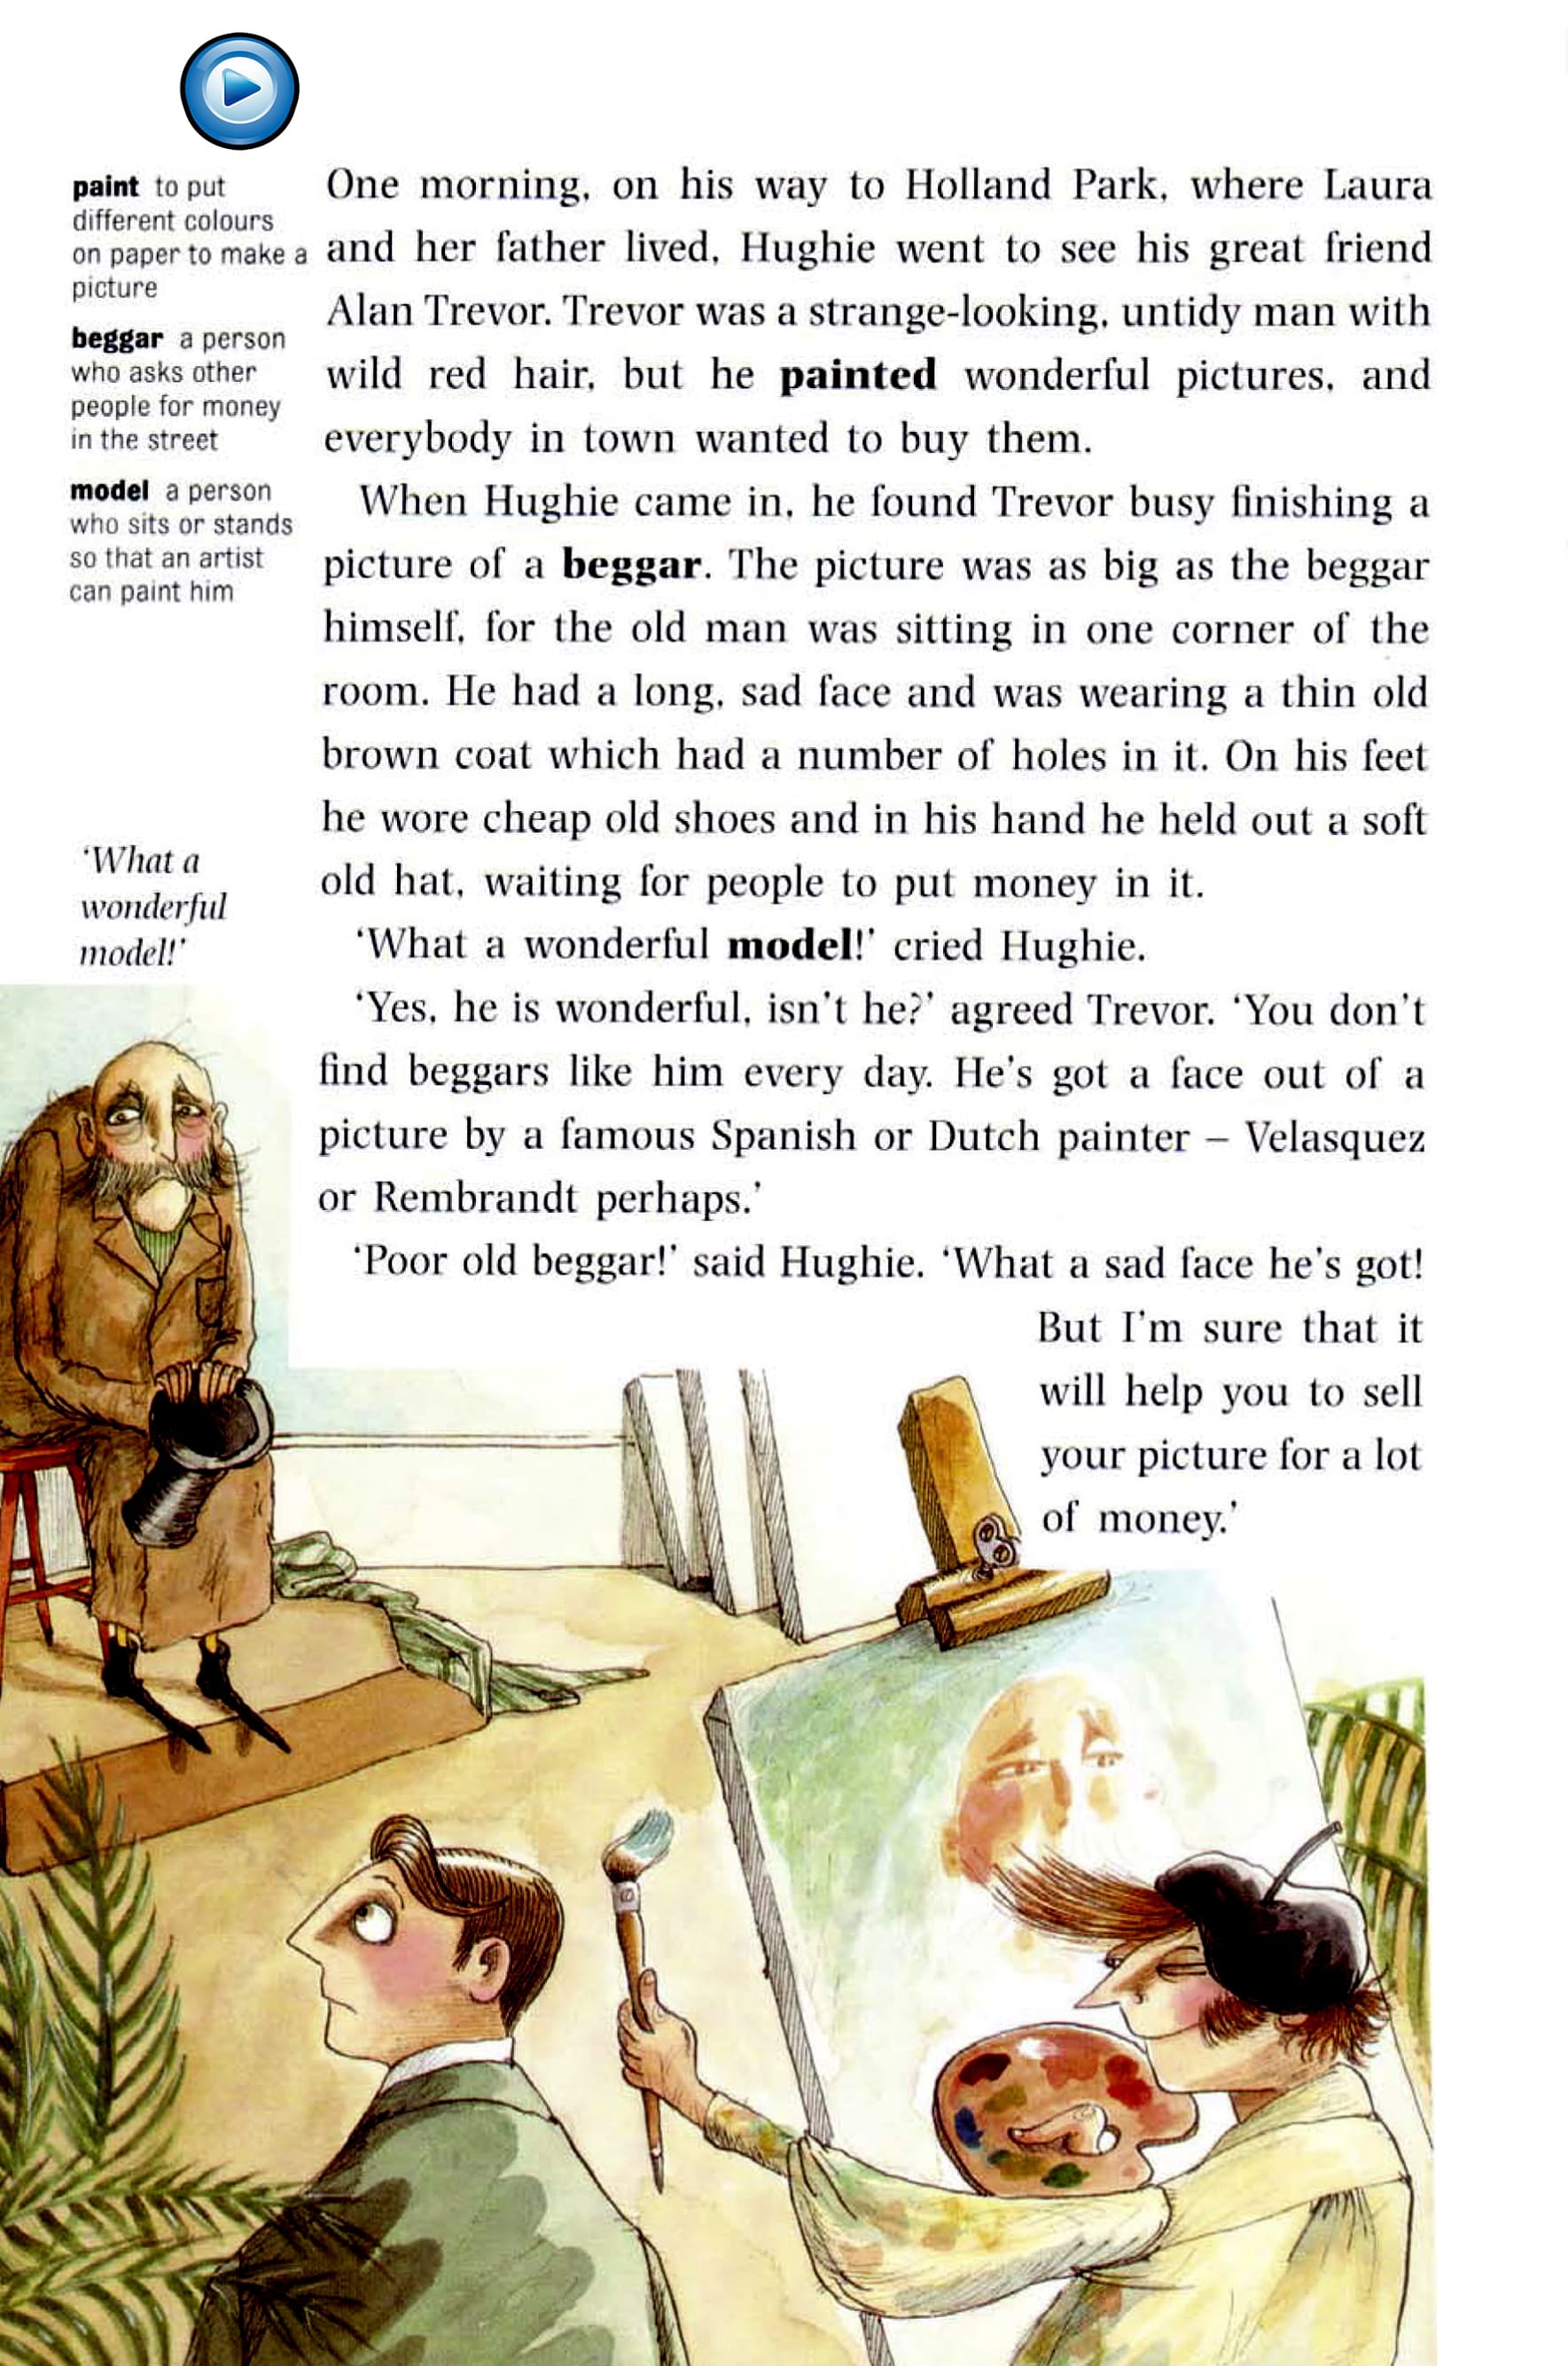 paint to put
different colours
on paper to make a
picture
beggar a person
who asks other
people for money
in the street
model a person
who sits or stands
so that an artist
can paint him
One morning, on his way to Holland Park, where Laura
and her father lived, Hughie went to see his great friend
Alan Trevor. Trevor was a strange-looking, untidy man with
wild red hair, but he painted wonderful pictures, and
everybody in town wanted to buy them.
When Hughie came in, he found Trevor busy finishing a
picture of a beggar. The picture was as big as the beggar
himself, for the old man was sitting in one corner of the
room. He had a long, sad face and was wearing a thin old
brown coat which had a number of holes in it. On his feet
he wore cheap old shoes and in his hand he held out a soft
old hat, waiting for people to put money in it.
‘What a wonderful model!’ cried Hughie.
‘Yes, he is wonderful, isn’t he?’ agreed Trevor. ‘You don’t
find beggars like him every day. He’s got a face out of a
picture by a famous Spanish or Dutch painter – Velasquez
or Rembrandt perhaps.’
‘Poor old beggar!’ said Hughie. ‘What a sad face he’s got!
But I’m sure that it
will help you to sell
your picture for a lot
of money.’
‘What a
wonderful
model!’